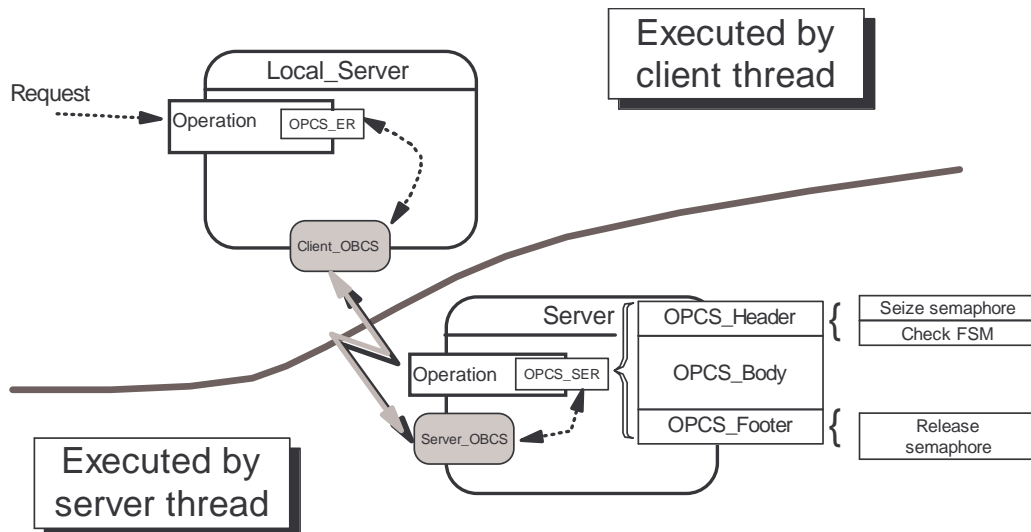 Executed by
client thread
Local_Server
Request
Operation
OPCS_ER
Client_OBCS
Server
OPCS_Header
Seize semaphore
Check FSM
Operation
OPCS_SER
OPCS_Body
Server_OBCS
OPCS_Footer
Release
semaphore
Executed by
server thread